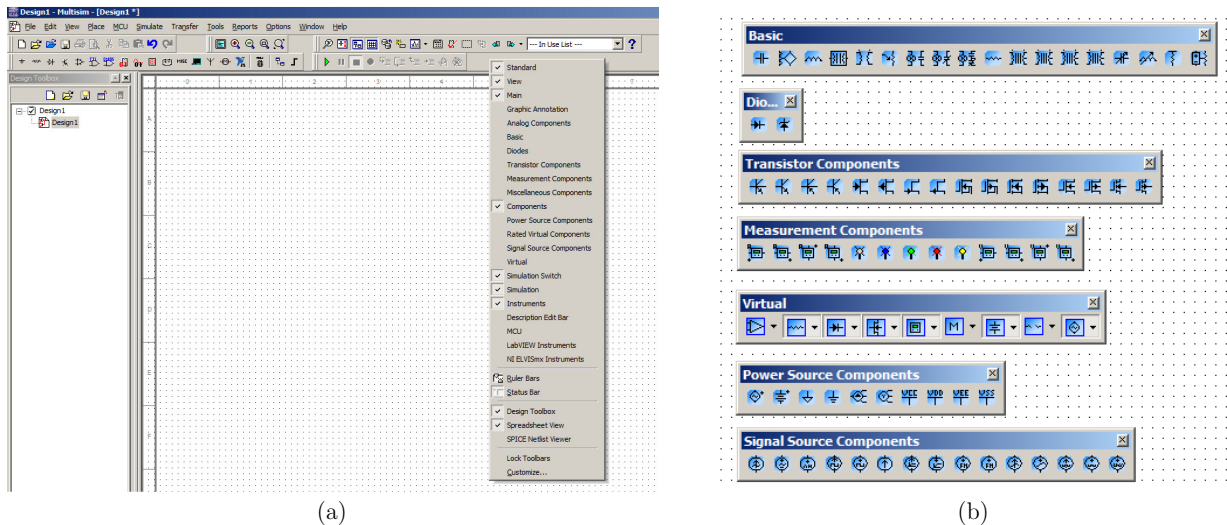 Design1 - Multisim - [Design1 *]
File Edit View Place MCU Simulate Transfer Tools Reports Options Window Help
--- In Use List ---
Design Toolbox
Design1
Design1
Standard
View
Main
Graphic Annotation
Analog Components
Basic
Diodes
Transistor Components
Measurement Components
Miscellaneous Components
Components
Power Source Components
Rated Virtual Components
Signal Source Components
Virtual
Simulation Switch
Simulation
Instruments
Description Edit Bar
MCU
LabVIEW Instruments
NI ELVISmx Instruments
Ruler Bars
Status Bar
Design Toolbox
Spreadsheet View
SPICE Netlist Viewer
Lock Toolbars
Customize...
(a)
Basic
Dio...
Transistor Components
Measurement Components
Virtual
M
Power Source Components
VCC VDD VEE VSS
Signal Source Components
(b)